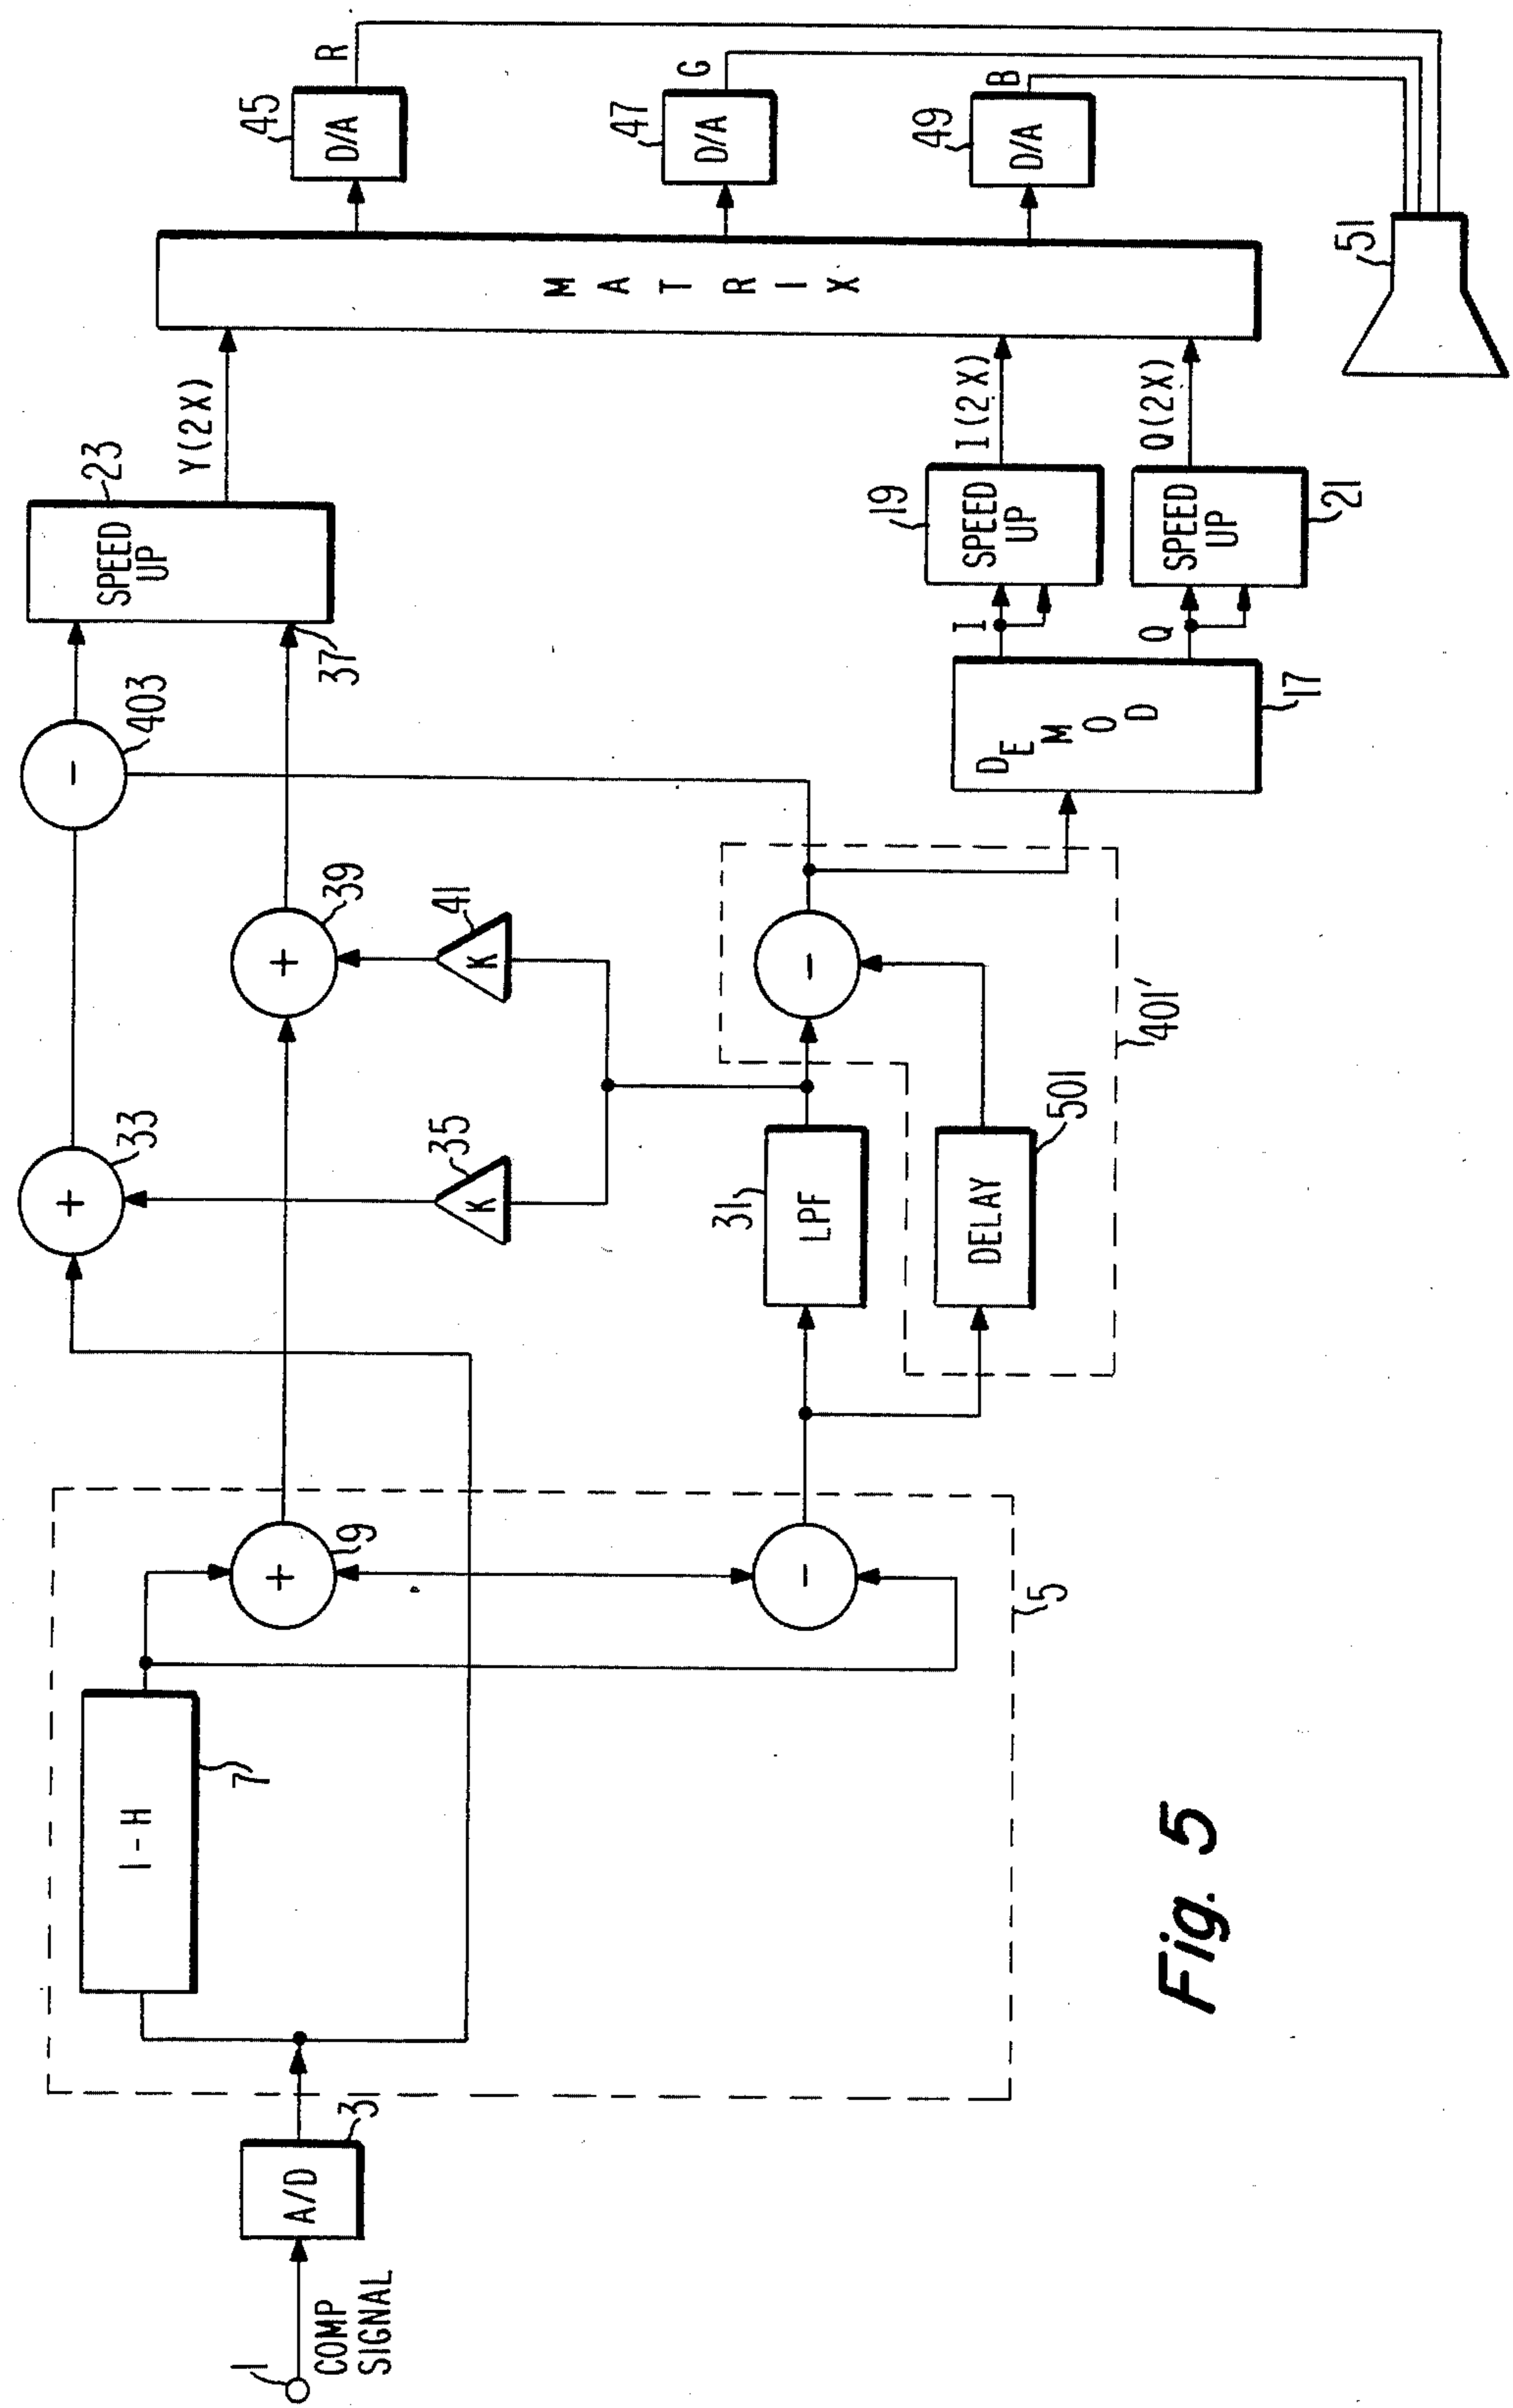 1
COMP
SIGNAL
A/D
3
1-H
7
+
9
-
5
+
33
K
35
31
LPF
DELAY
501
401'
-
+
39
K
41
-
403
SPEED
UP
23
37
Y(2X)
DEMOD
17
I
Q
SPEED
UP
19
SPEED
UP
21
I(2X)
Q(2X)
MATRIX
D/A
45
R
D/A
47
G
D/A
49
B
51
Fig. 5